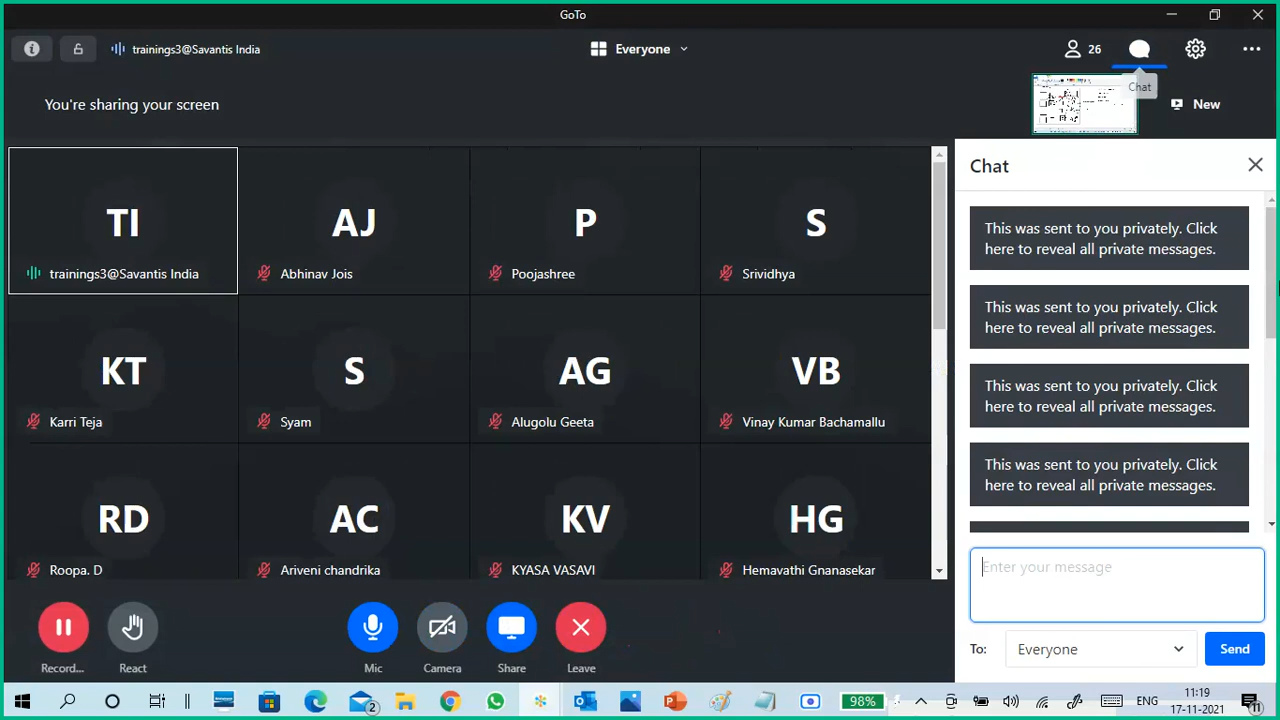 GoTo
trainings3@Savantis India
Everyone
26
Chat
You're sharing your screen
New
Chat
TI
trainings3@Savantis India
AJ
Abhinav Jois
P
Poojashree
S
Srividhya
KT
Karri Teja
S
Syam
AG
Alugolu Geeta
VB
Vinay Kumar Bachamallu
RD
Roopa. D
AC
Ariveni chandrika
KV
KYASA VASAVI
HG
Hemavathi Gnanasekar
This was sent to you privately. Click
here to reveal all private messages.
This was sent to you privately. Click
here to reveal all private messages.
This was sent to you privately. Click
here to reveal all private messages.
This was sent to you privately. Click
here to reveal all private messages.
Enter your message
To:
Everyone
Send
Record...
React
Mic
Camera
Share
Leave
2
98%
ENG
11:19
17-11-2021
11